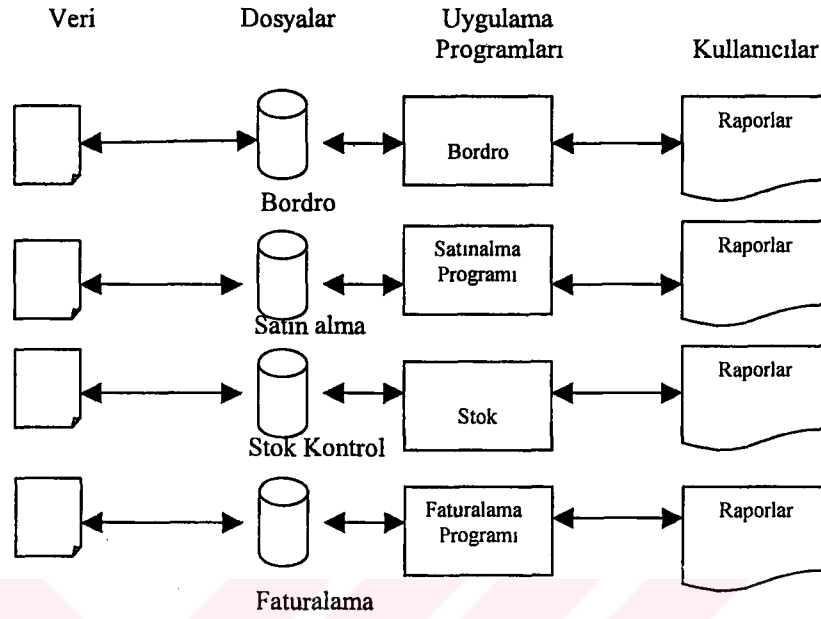 Veri
Dosyalar
Uygulama
Programları
Kullanıcılar
Bordro
Bordro
Raporlar
Satın alma
Satınalma
Programı
Raporlar
Stok Kontrol
Stok
Raporlar
Faturalama
Faturalama
Programı
Raporlar